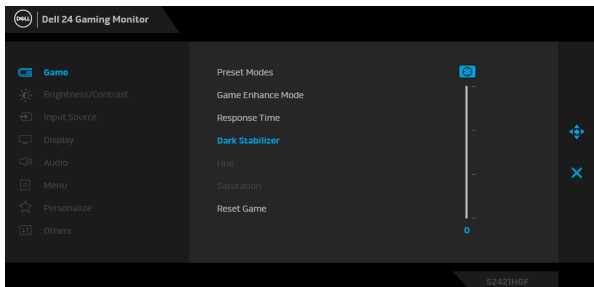 DELL
Dell 24 Gaming Monitor
Game
Brightness/Contrast
Input Source
Display
Audio
Menu
Personalize
Others
Preset Modes
Game Enhance Mode
Response Time
Dark Stabilizer
Hue
Saturation
Reset Game
0
S2421HGF